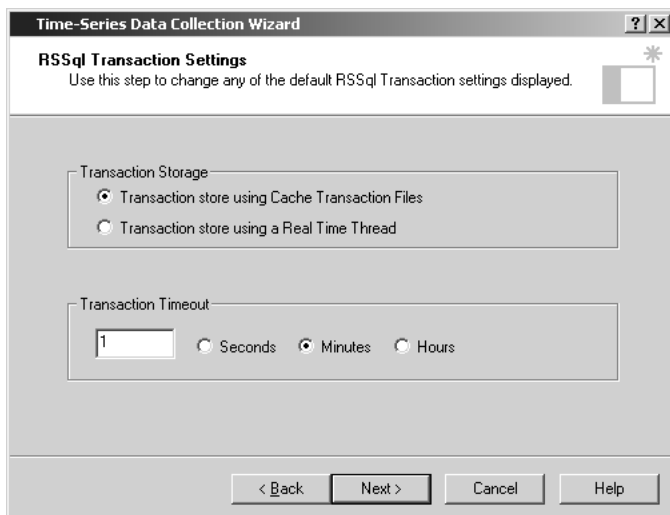 Time-Series Data Collection Wizard
RSSql Transaction Settings
Use this step to change any of the default RSSql Transaction settings displayed.
Transaction Storage
Transaction store using Cache Transaction Files
Transaction store using a Real Time Thread
Transaction Timeout
1 Seconds Minutes Hours
< Back Next > Cancel Help